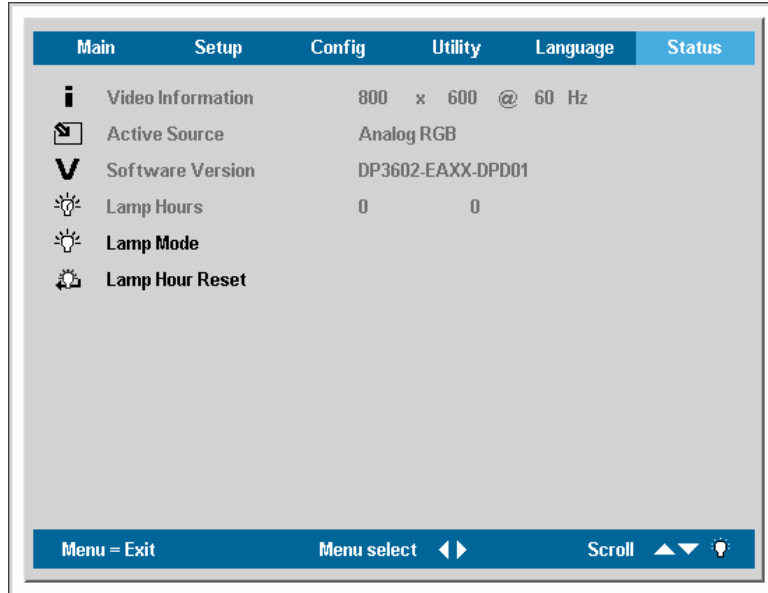 Main Setup Config Utility Language Status
i Video Information 800 x 600 @ 60 Hz
Active Source Analog RGB
V Software Version DP3602-EAXX-DPD01
Lamp Hours 0 0
Lamp Mode
Lamp Hour Reset
Menu = Exit Menu select Scroll